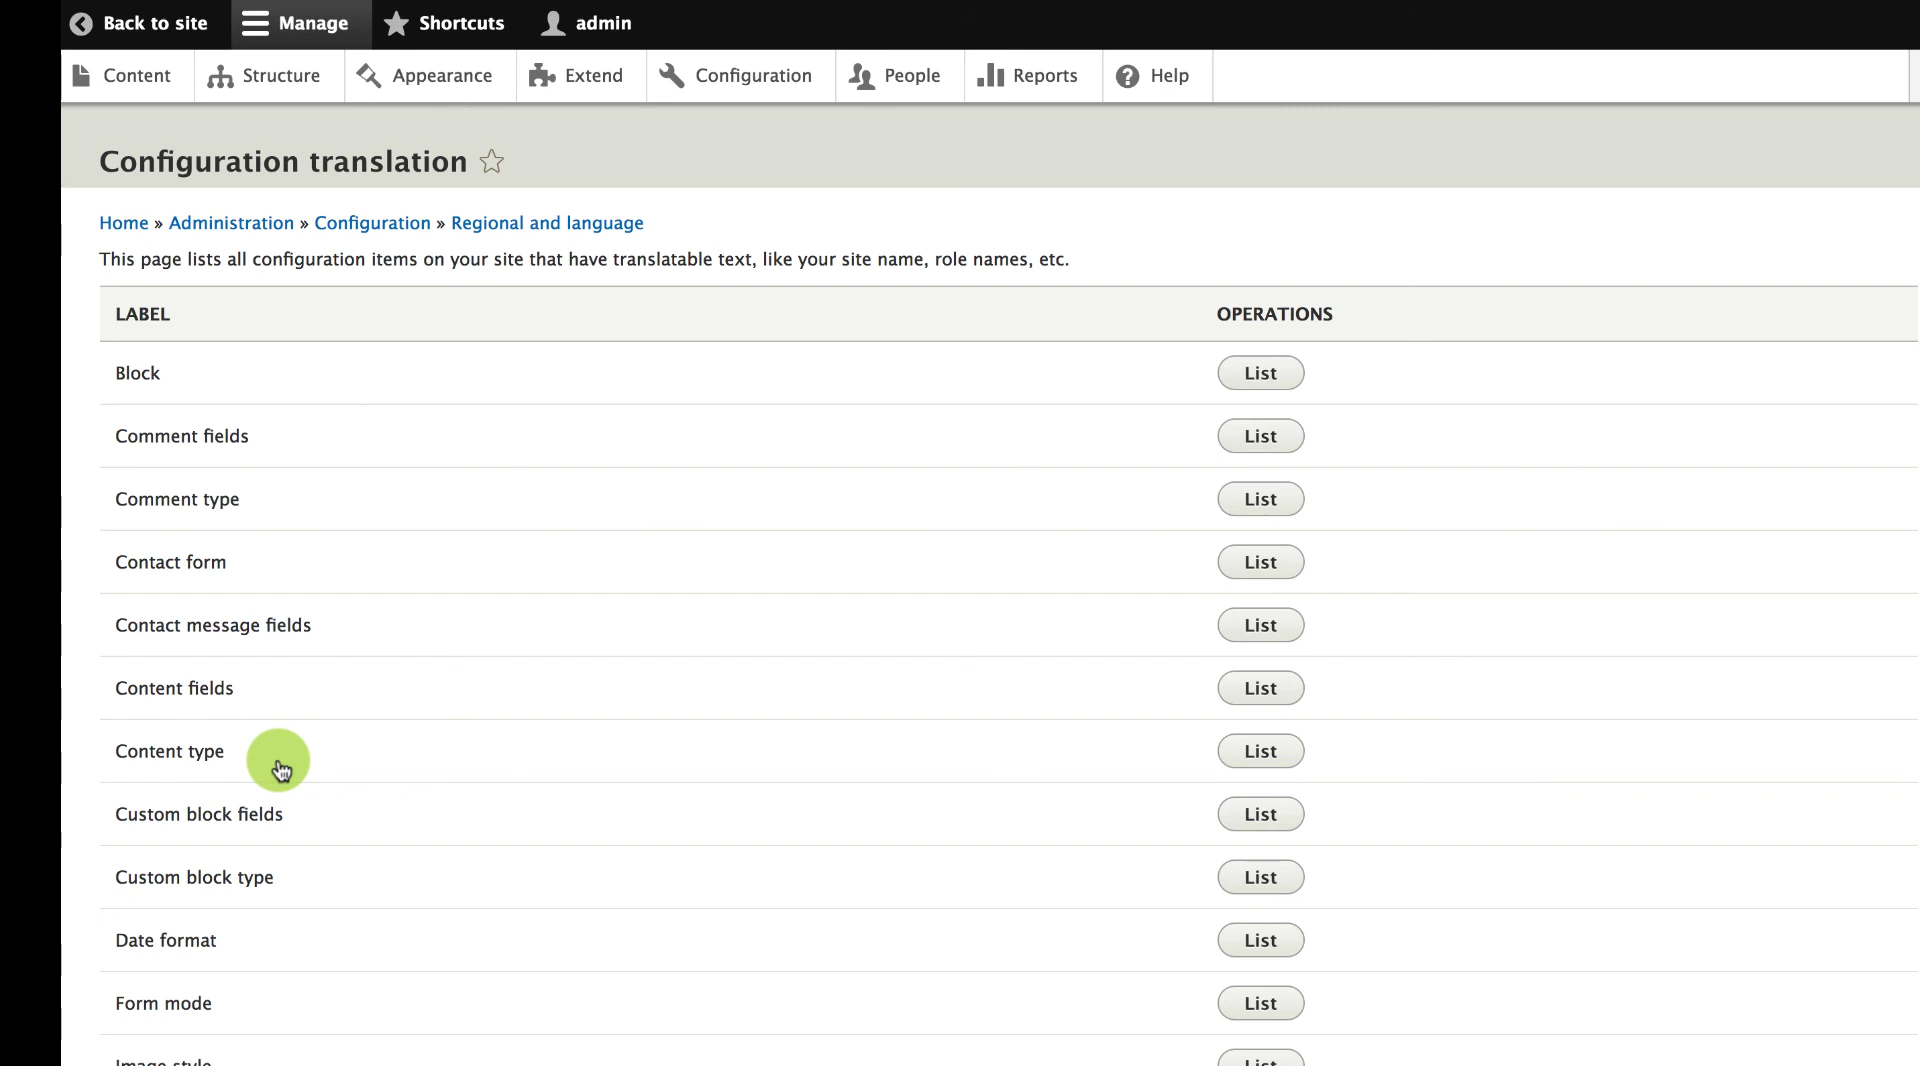 Back to site Manage Shortcuts admin
Content Structure Appearance Extend Configuration People Reports Help
Configuration translation
Home » Administration » Configuration » Regional and language
This page lists all configuration items on your site that have translatable text, like your site name, role names, etc.
LABEL OPERATIONS
Block List
Comment fields List
Comment type List
Contact form List
Contact message fields List
Content fields List
Content type List
Custom block fields List
Custom block type List
Date format List
Form mode List
Image style List